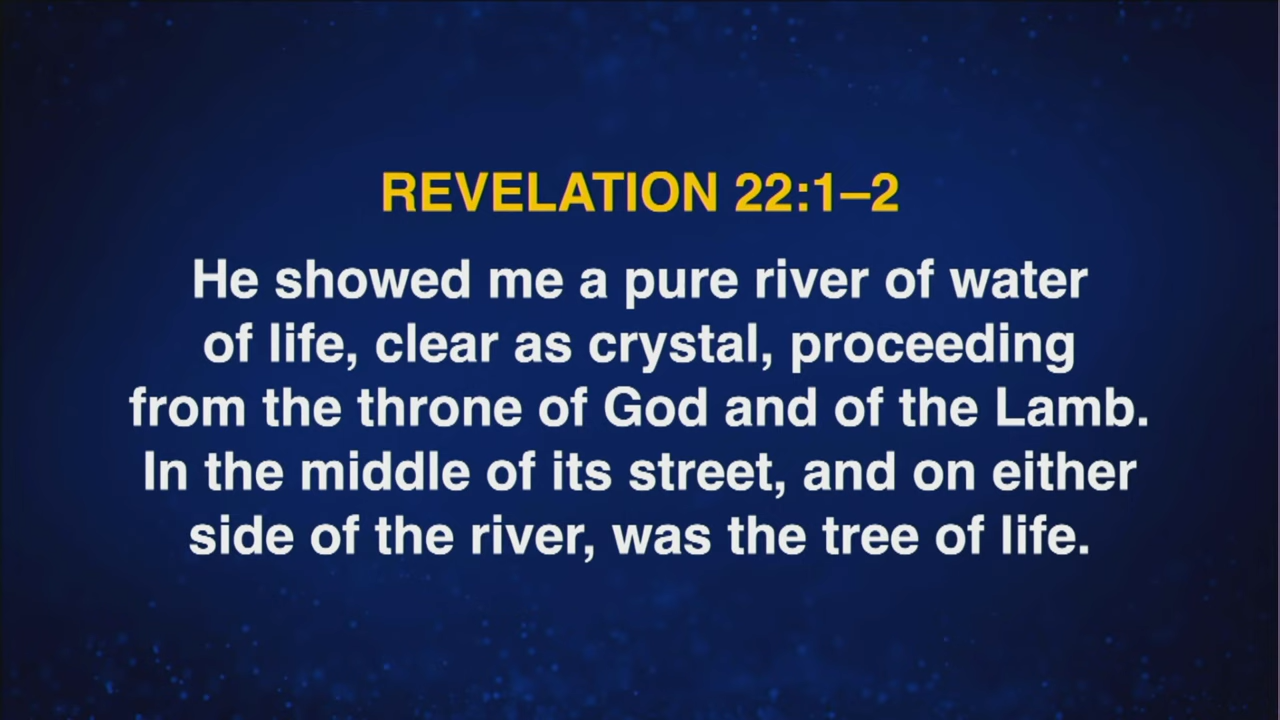 REVELATION 22:1–2
He showed me a pure river of water
of life, clear as crystal, proceeding
from the throne of God and of the Lamb.
In the middle of its street, and on either
side of the river, was the tree of life.